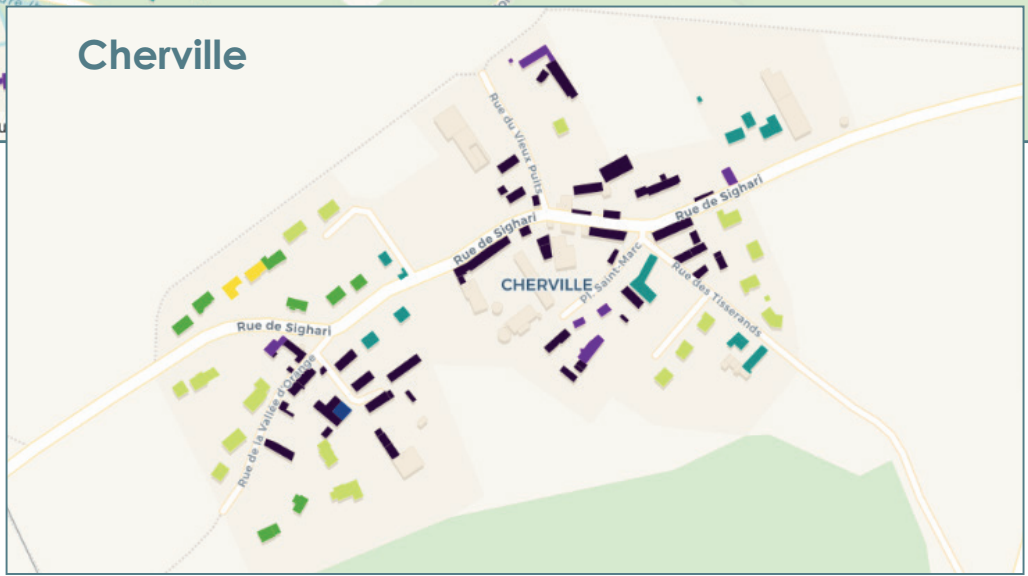 Cherville
Rue du Vieux Puits
Rue de Sighari
Rue de Sighari
CHERVILLE
Pl. Saint-Marc
Rue des Tisserands
Rue de Sighari
Rue de la Vallée d'Orange